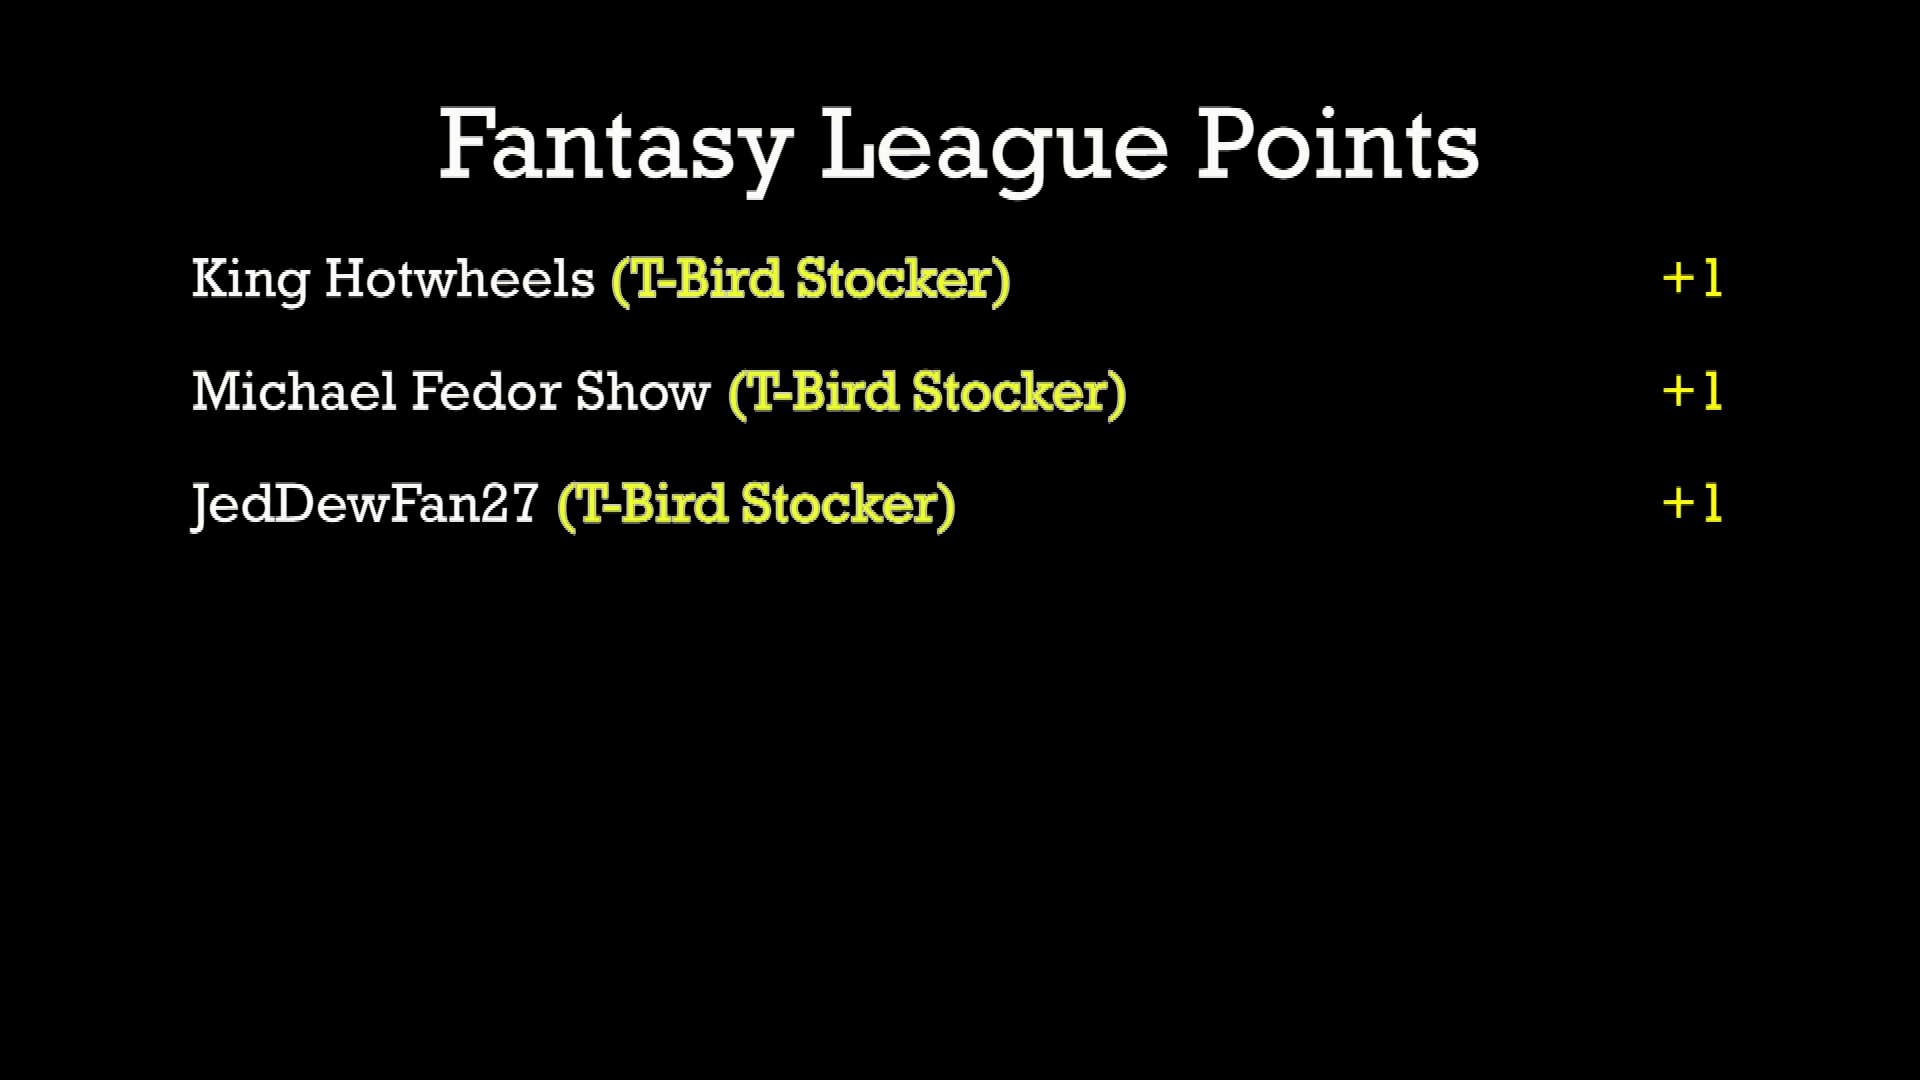 Fantasy League Points
King Hotwheels (T-Bird Stocker) +1
Michael Fedor Show (T-Bird Stocker) +1
JedDewFan27 (T-Bird Stocker) +1